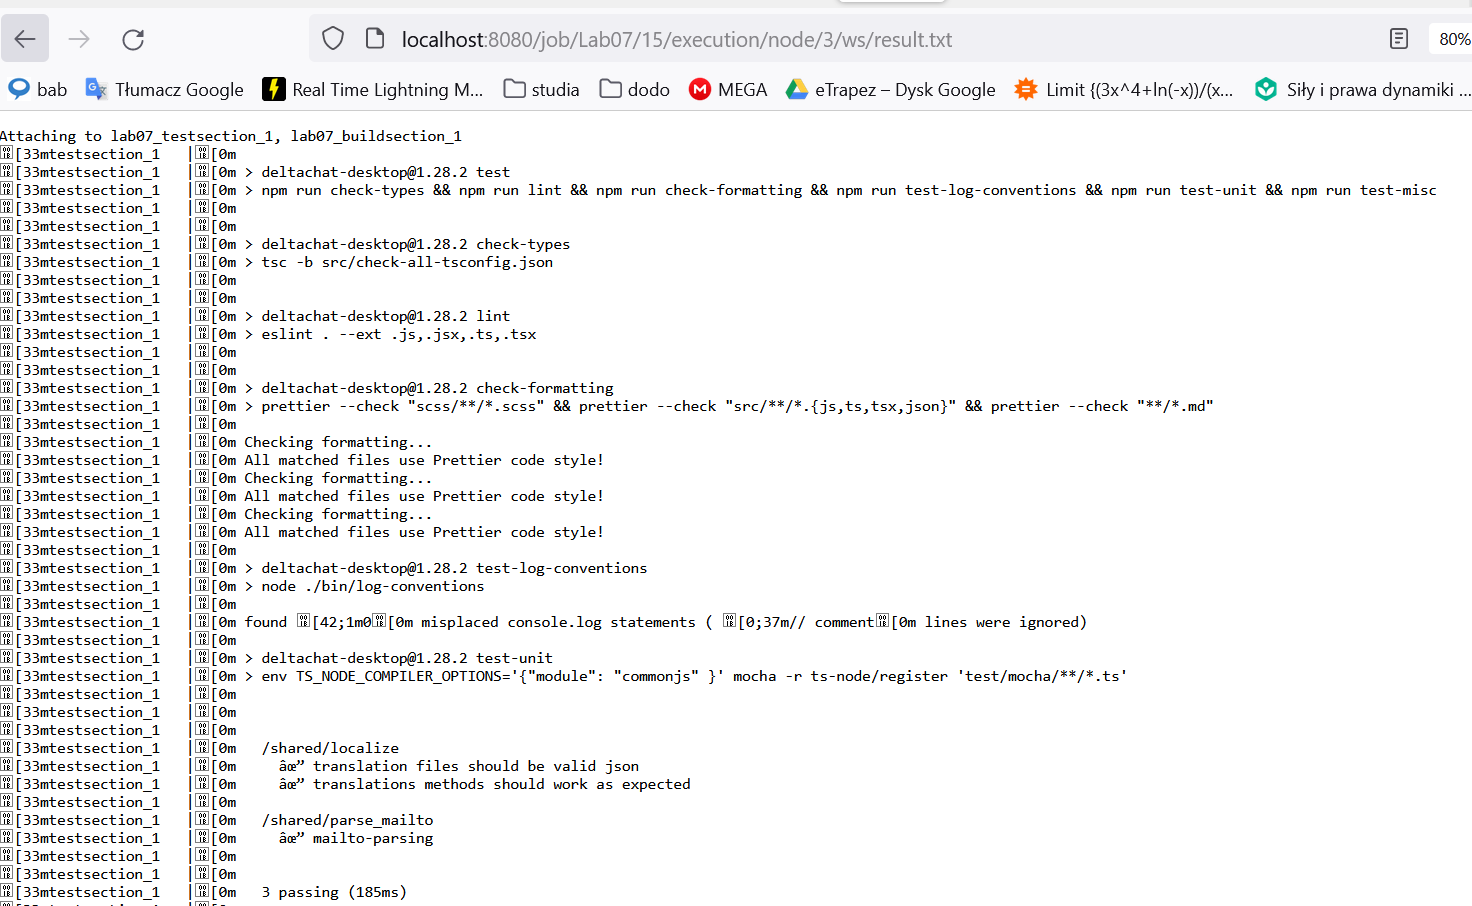 localhost:8080/job/Lab07/15/execution/node/3/ws/result.txt 80%
bab Tłumacz Google Real Time Lightning M... studia dodo MEGA eTrapez – Dysk Google Limit {(3x^4+ln(-x))/(x... Siły i prawa dynamiki ...
Attaching to lab07_testsection_1, lab07_buildsection_1
[33mtestsection_1 |[0m
[33mtestsection_1 |[0m > deltachat-desktop@1.28.2 test
[33mtestsection_1 |[0m > npm run check-types && npm run lint && npm run check-formatting && npm run test-log-conventions && npm run test-unit && npm run test-misc
[33mtestsection_1 |[0m
[33mtestsection_1 |[0m
[33mtestsection_1 |[0m > deltachat-desktop@1.28.2 check-types
[33mtestsection_1 |[0m > tsc -b src/check-all-tsconfig.json
[33mtestsection_1 |[0m
[33mtestsection_1 |[0m
[33mtestsection_1 |[0m > deltachat-desktop@1.28.2 lint
[33mtestsection_1 |[0m > eslint . --ext .js,.jsx,.ts,.tsx
[33mtestsection_1 |[0m
[33mtestsection_1 |[0m
[33mtestsection_1 |[0m > deltachat-desktop@1.28.2 check-formatting
[33mtestsection_1 |[0m > prettier --check "scss/**/*.scss" && prettier --check "src/**/*.{js,ts,tsx,json}" && prettier --check "**/*.md"
[33mtestsection_1 |[0m
[33mtestsection_1 |[0m Checking formatting...
[33mtestsection_1 |[0m All matched files use Prettier code style!
[33mtestsection_1 |[0m Checking formatting...
[33mtestsection_1 |[0m All matched files use Prettier code style!
[33mtestsection_1 |[0m Checking formatting...
[33mtestsection_1 |[0m All matched files use Prettier code style!
[33mtestsection_1 |[0m
[33mtestsection_1 |[0m > deltachat-desktop@1.28.2 test-log-conventions
[33mtestsection_1 |[0m > node ./bin/log-conventions
[33mtestsection_1 |[0m
[33mtestsection_1 |[0m found [42;1m0[0m misplaced console.log statements ( [0;37m// comment[0m lines were ignored)
[33mtestsection_1 |[0m
[33mtestsection_1 |[0m > deltachat-desktop@1.28.2 test-unit
[33mtestsection_1 |[0m > env TS_NODE_COMPILER_OPTIONS='{"module": "commonjs" }' mocha -r ts-node/register 'test/mocha/**/*.ts'
[33mtestsection_1 |[0m
[33mtestsection_1 |[0m
[33mtestsection_1 |[0m
[33mtestsection_1 |[0m /shared/localize
[33mtestsection_1 |[0m âœ” translation files should be valid json
[33mtestsection_1 |[0m âœ” translations methods should work as expected
[33mtestsection_1 |[0m
[33mtestsection_1 |[0m /shared/parse_mailto
[33mtestsection_1 |[0m âœ” mailto-parsing
[33mtestsection_1 |[0m
[33mtestsection_1 |[0m
[33mtestsection_1 |[0m 3 passing (185ms)